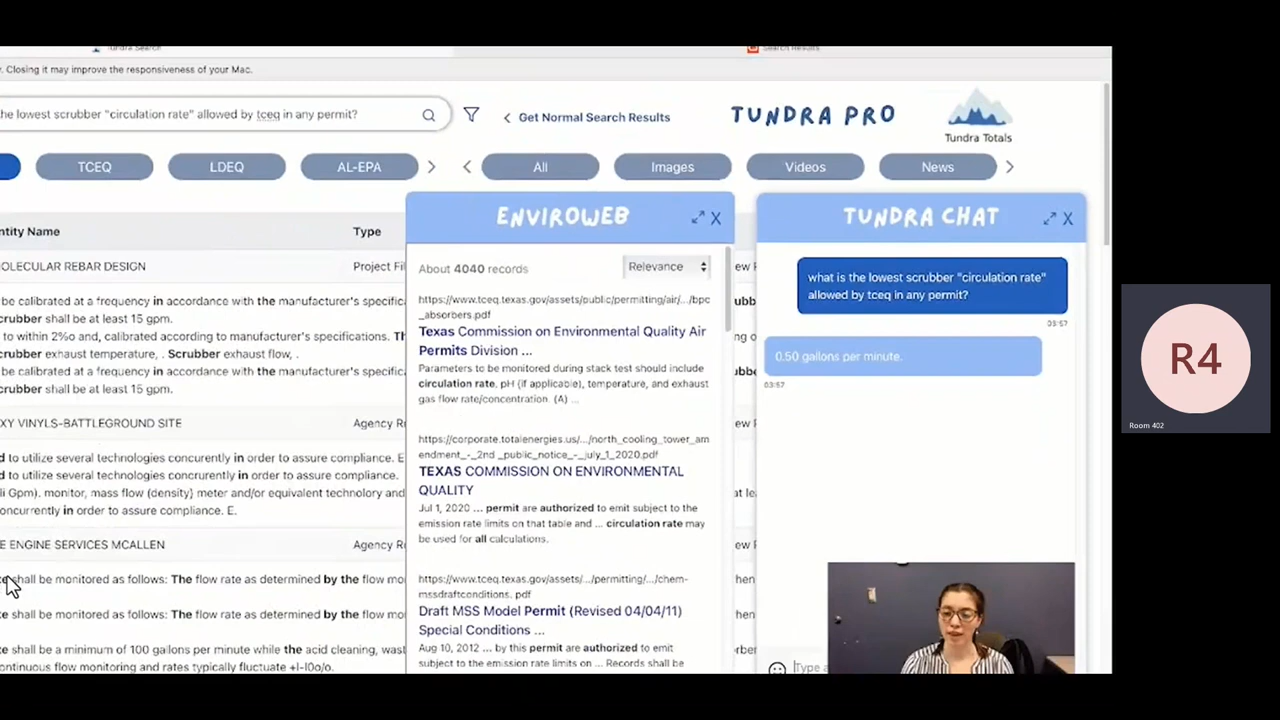 Tundra Search
Search Results
. Closing it may improve the responsiveness of your Mac.
he lowest scrubber "circulation rate" allowed by tceq in any permit?
Get Normal Search Results
TUNDRA PRO
Tundra Totals
TCEQ
LDEQ
AL-EPA
All
Images
Videos
News
ntity Name
Type
OLECULAR REBAR DESIGN
Project Fil
be calibrated at a frequency in accordance with the manufacturer's specifica
crubber shall be at least 15 gpm.
to within 2%o and, calibrated according to manufacturer's specifications. Th
crubber exhaust temperature, . Scrubber exhaust flow, .
be calibrated at a frequency in accordance with the manufacturer's specifica
crubber shall be at least 15 gpm.
XY VINYLS-BATTLEGROUND SITE
Agency R
d to utilize several technologies concurently in order to assure compliance. E
d to utilize several technologies concurently in order to assure compliance.
li Gpm). monitor, mass flow (density} meter and/or equivalent technolory and
oncurrently in order to assure compliance. E.
E ENGINE SERVICES MCALLEN
Agency R
shall be monitored as follows: The flow rate as determined by the flow mo
e shall be monitored as follows: The flow rate as determined by the flow mo
e shall be a minimum of 100 gallons per minute while the acid cleaning, wast
ontinuous flow monitoring and rates typically fluctuate +l-l0o/o.
ENVIROWEB
X
About 4040 records
Relevance
https://www.tceq.texas.gov/assets/public/permitting/air/.../bpc
_absorbers.pdf
Texas Commission on Environmental Quality Air
Permits Division ...
Parameters to be monitored during stack test should include
circulation rate, pH (if applicable), temperature, and exhaust
gas flow rate/concentration. (A) ...
https://corporate.totalenergies.us/.../north_cooling_tower_am
endment_-_2nd _public_notice_-_july_1_2020.pdf
TEXAS COMMISSION ON ENVIRONMENTAL
QUALITY
Jul 1, 2020 ... permit are authorized to emit subject to the
emission rate limits on that table and ... circulation rate may
be used for all calculations.
https://www.tceq.texas.gov/assets/.../permitting/.../chem-
mssdraftconditions. pdf
Draft MSS Model Permit (Revised 04/04/11)
Special Conditions ...
Aug 10, 2012 ... by this permit are authorized to emit
subject to the emission rate limits on ... Records shall be
TUNDRA CHAT
X
what is the lowest scrubber "circulation rate"
allowed by tceq in any permit?
03:57
0.50 gallons per minute.
03:57
Type a
R4
Room 402